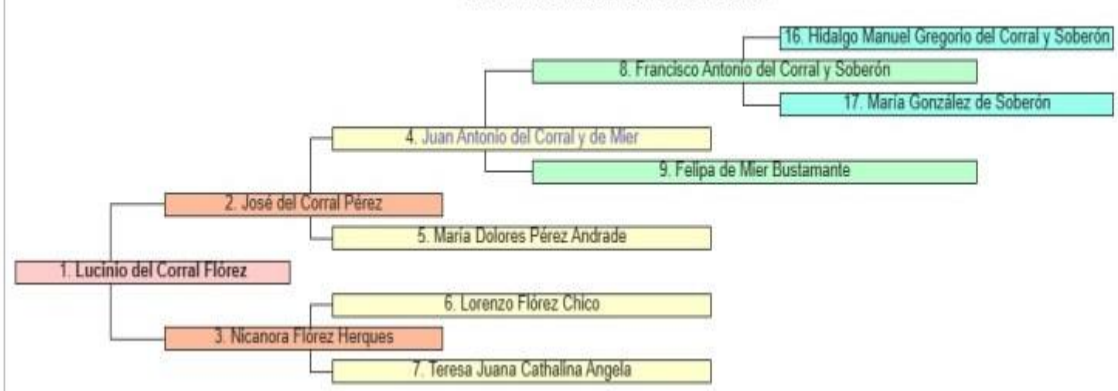 16. Hidalgo Manuel Gregorio del Corral y Soberón
8. Francisco Antonio del Corral y Soberón
17. María González de Soberón
4. Juan Antonio del Corral y de Mier
9. Felipa de Mier Bustamante
2. José del Corral Pérez
5. María Dolores Pérez Andrade
1. Lucinio del Corral Flórez
6. Lorenzo Flórez Chico
3. Nicanora Flórez Herques
7. Teresa Juana Cathalina Angela